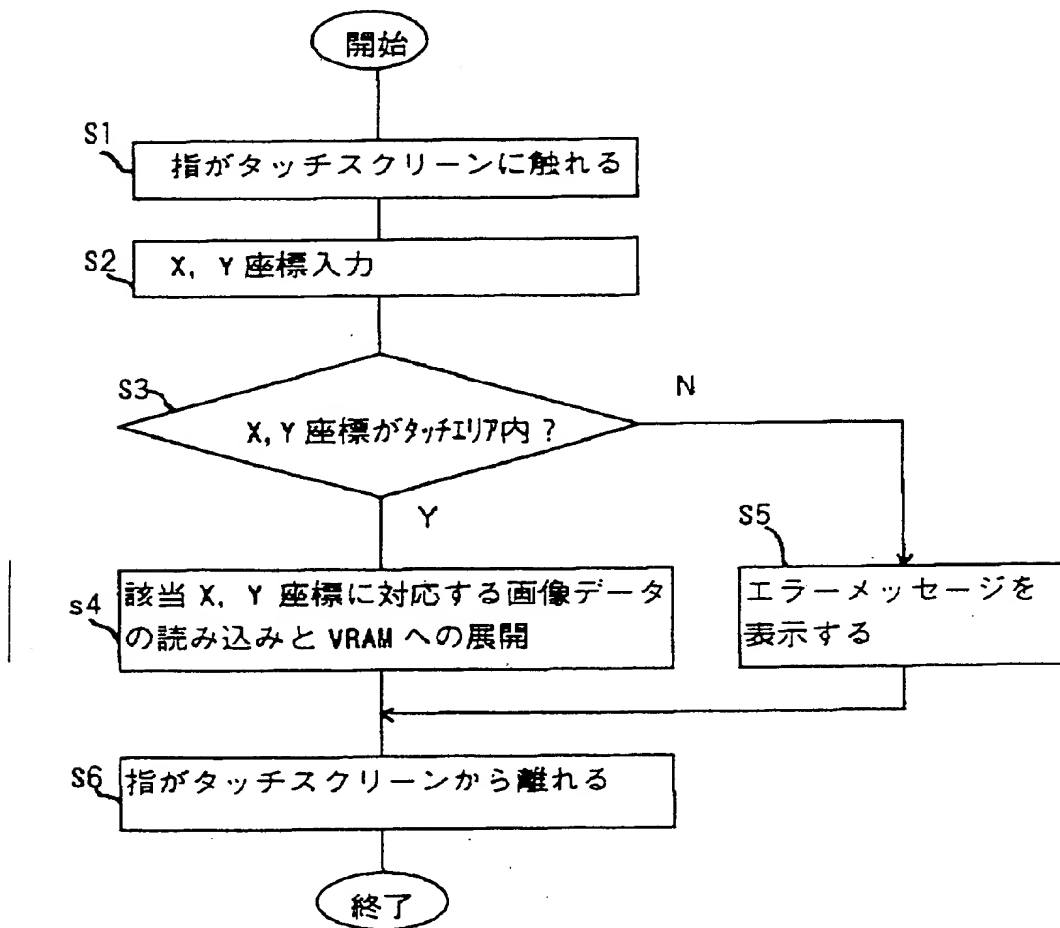 開始
S1
指がタッチスクリーンに触れる
S2
X, Y 座標入力
S3
N
X, Y 座標がﾀｯﾁｴﾘｱ内？
Y
S5
s4
該当 X, Y 座標に対応する画像データ
の読み込みと VRAM への展開
エラーメッセージを
表示する
S6
指がタッチスクリーンから離れる
終了